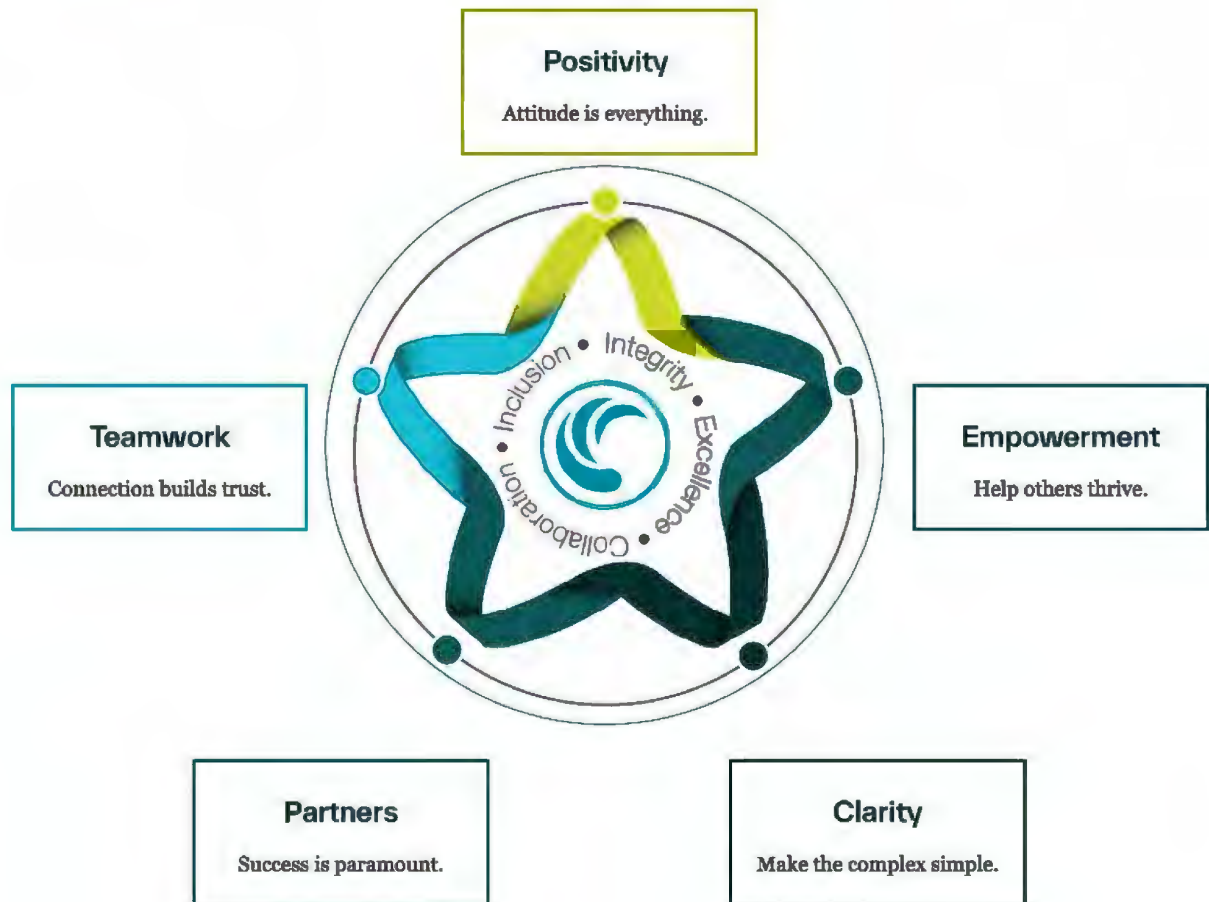 Positivity
Attitude is everything.
Inclusion • Integrity • Excellence • Collaboration •
Teamwork
Connection builds trust.
Empowerment
Help others thrive.
Partners
Success is paramount.
Clarity
Make the complex simple.